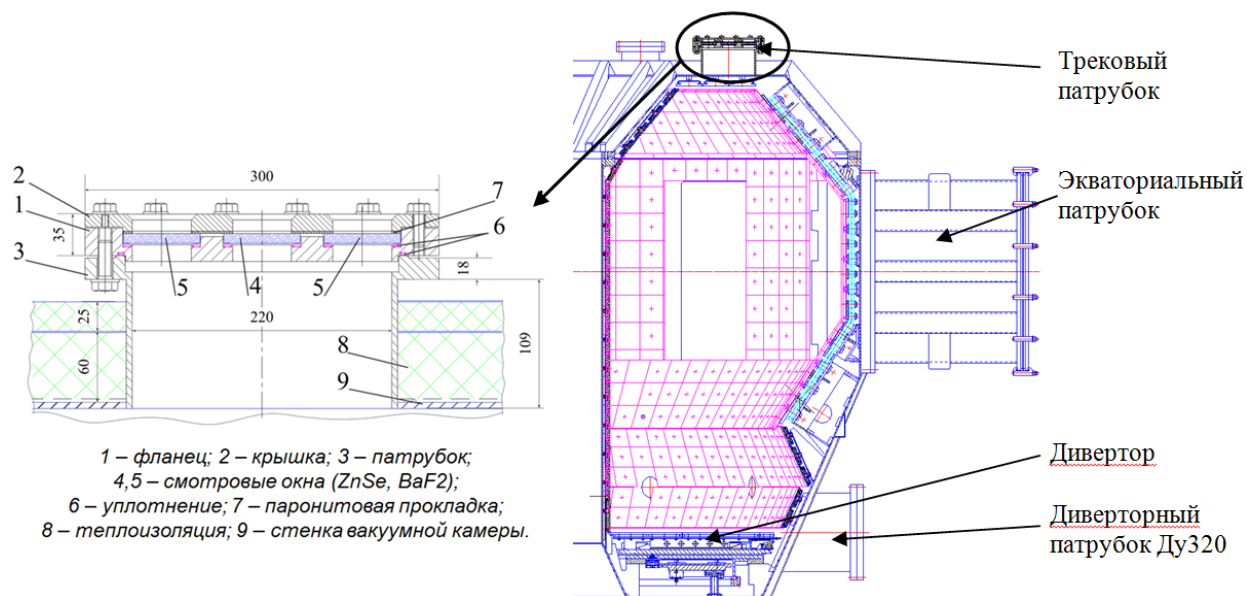 300
2
1
3
35
7
6
18
5
4
5
25
60
220
8
9
109
1 – фланец; 2 – крышка; 3 – патрубок;
4,5 – смотровые окна (ZnSe, BaF2);
6 – уплотнение; 7 – паронитовая прокладка;
8 – теплоизоляция; 9 – стенка вакуумной камеры.
Трековый
патрубок
Экваториальный
патрубок
Дивертор
Диверторный
патрубок Ду320